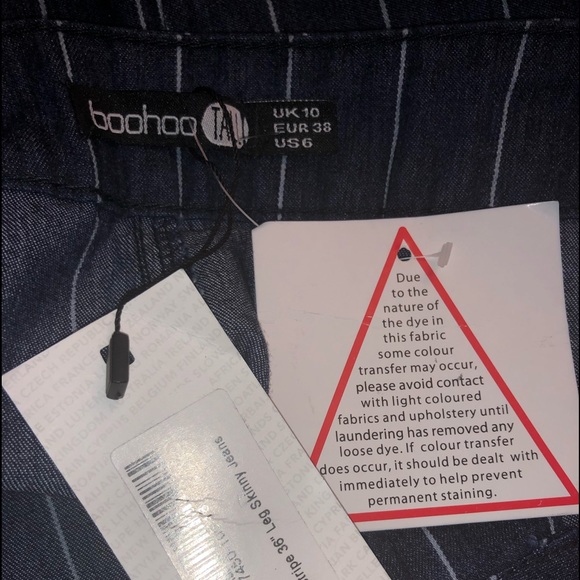 boohoo TALL
UK 10
EUR 38
US 6
Due
to the
nature of
the dye in
this fabric
some colour
transfer may occur,
please avoid contact
with light coloured
fabrics and upholstery until
laundering has removed any
loose dye. If colour transfer
does occur, it should be dealt with
immediately to help prevent
permanent staining.
36" Leg Skinny Jeans